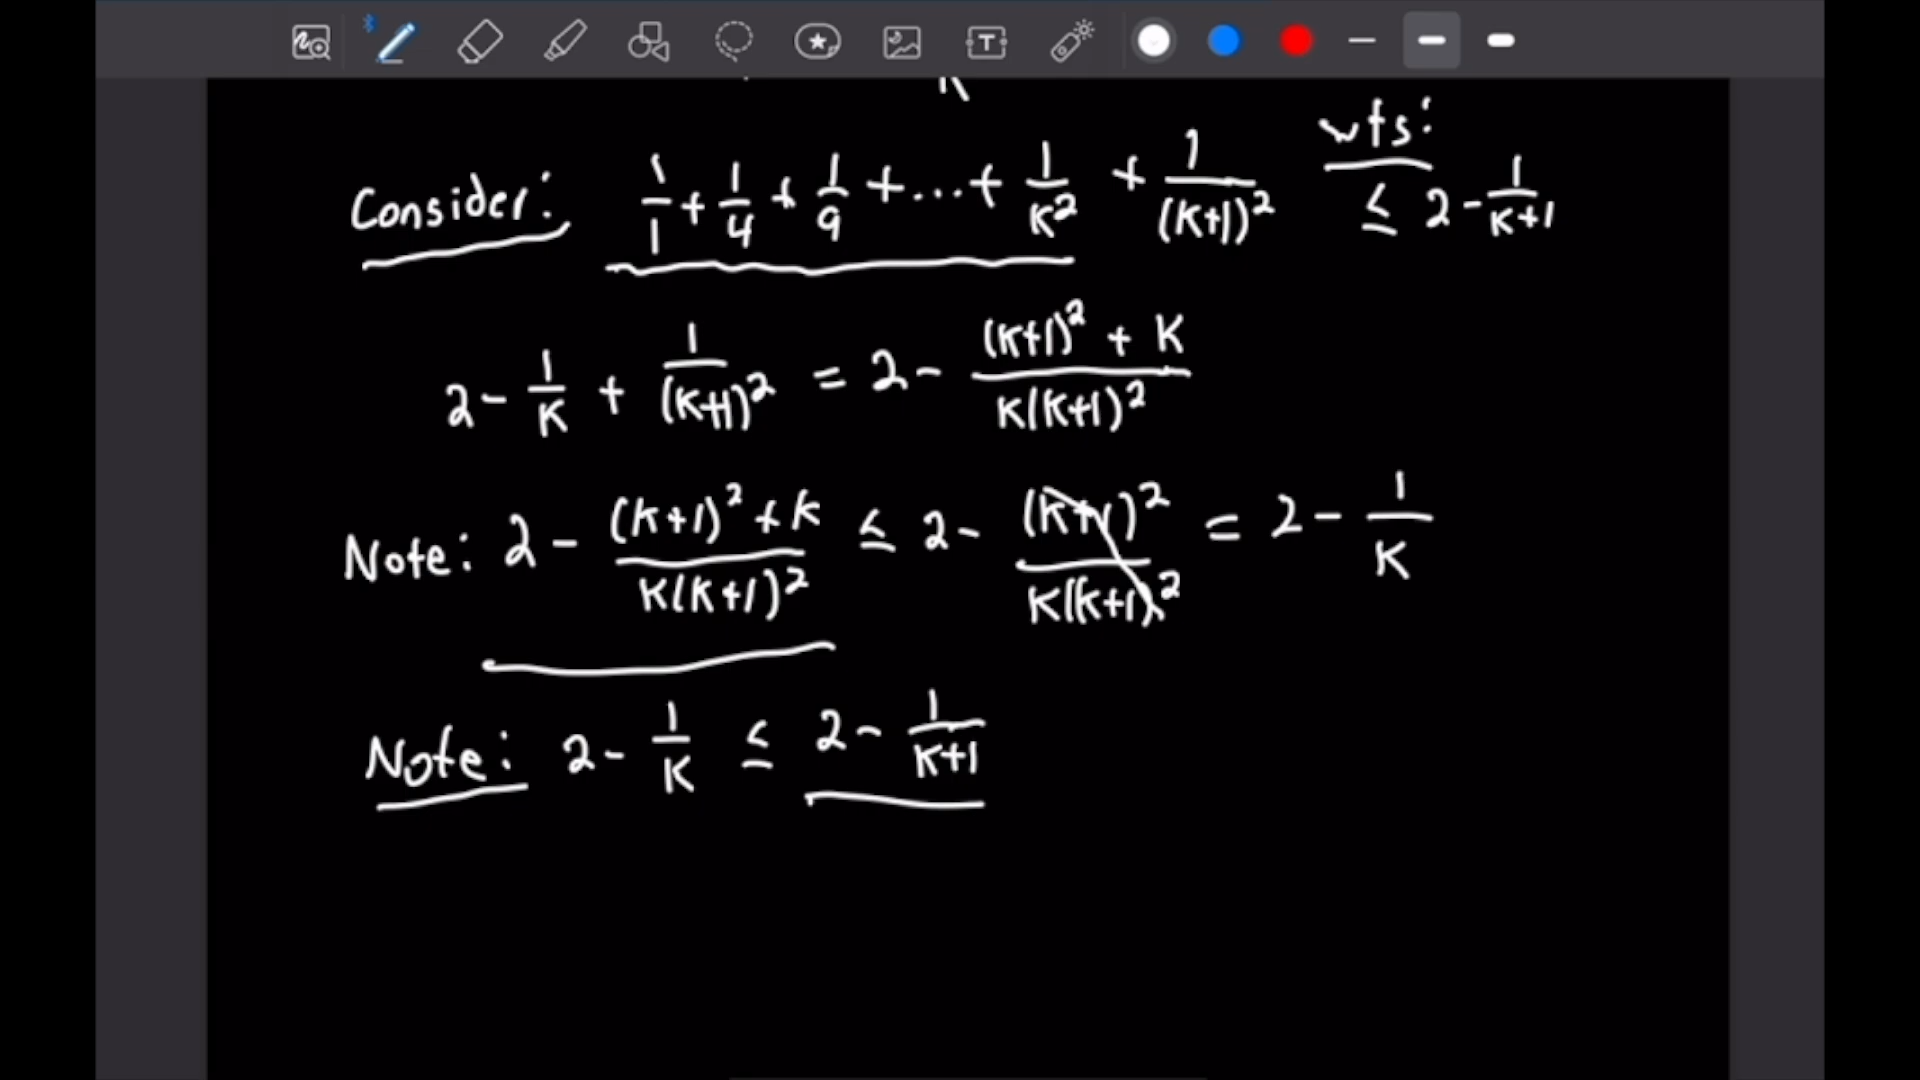 K
Consider: 1/1 + 1/4 + 1/9 + ... + 1/K² + 1/(K+1)² wts: ≤ 2 - 1/(K+1)
2 - 1/K + 1/(K+1)² = 2 - ((K+1)² + K)/(K(K+1)²)
Note: 2 - ((K+1)² + K)/(K(K+1)²) ≤ 2 - (K+1)²/(K(K+1)²) = 2 - 1/K
Note: 2 - 1/K ≤ 2 - 1/(K+1)